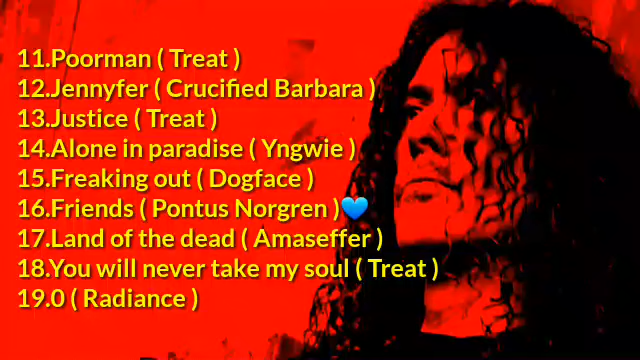 11.Poorman ( Treat )
12.Jennyfer ( Crucified Barbara )
13.Justice ( Treat )
14.Alone in paradise ( Yngwie )
15.Freaking out ( Dogface )
16.Friends ( Pontus Norgren )💙
17.Land of the dead ( Amaseffer )
18.You will never take my soul ( Treat )
19.0 ( Radiance )